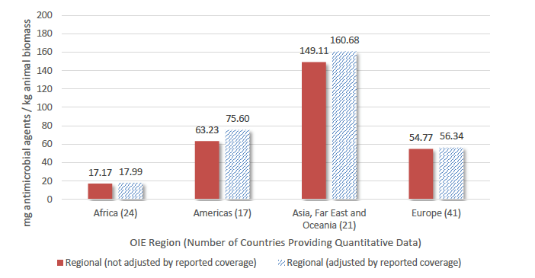 mg antimicrobial agents / kg animal biomass
200
180
160
140
120
100
80
60
40
20
0
17.17 17.99
63.23 75.60
149.11 160.68
54.77 56.34
Africa (24)
Americas (17)
Asia, Far East and
Oceania (21)
Europe (41)
OIE Region (Number of Countries Providing Quantitative Data)
Regional (not adjusted by reported coverage) Regional (adjusted by reported coverage)